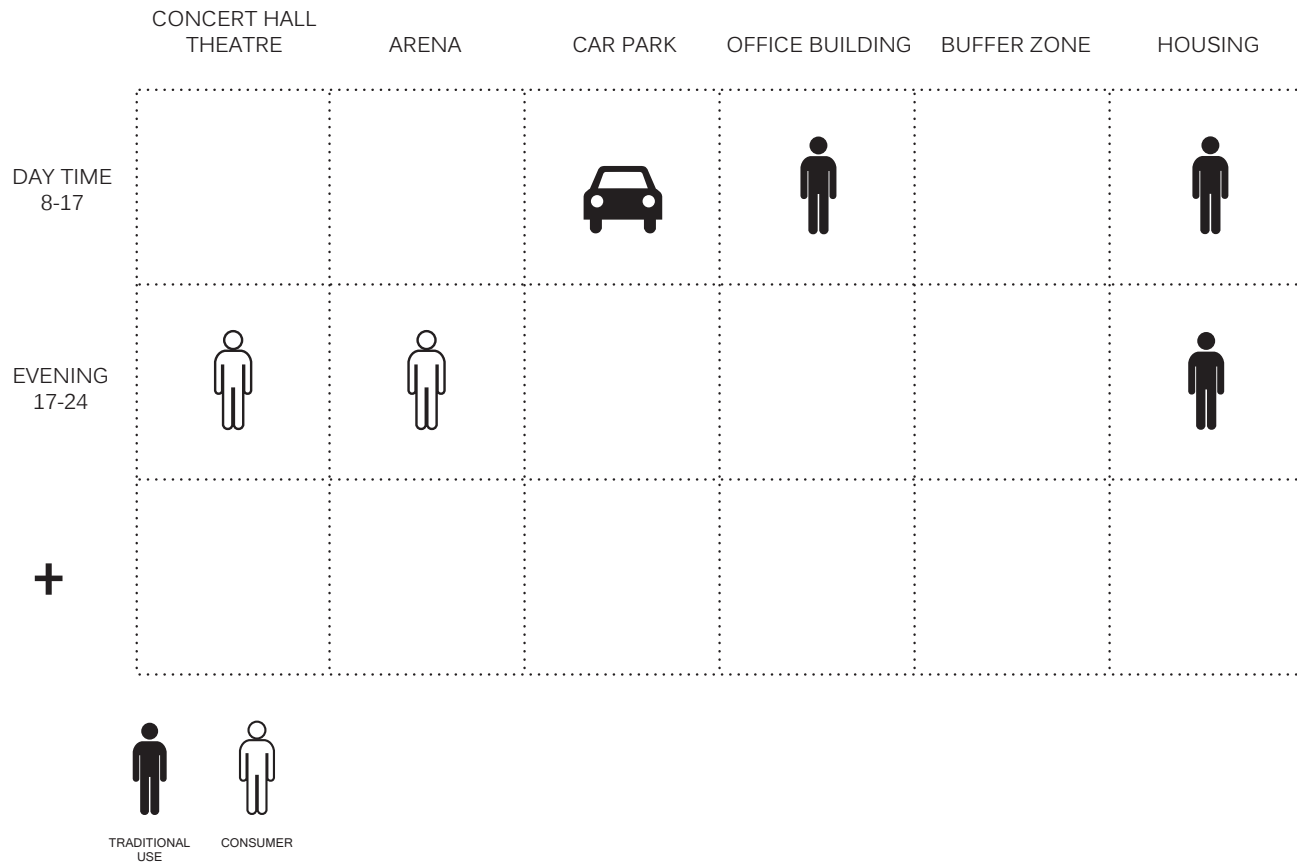 CONCERT HALL
THEATRE
ARENA
CAR PARK
OFFICE BUILDING
BUFFER ZONE
HOUSING
DAY TIME
8-17
EVENING
17-24
+
TRADITIONAL
USE
CONSUMER